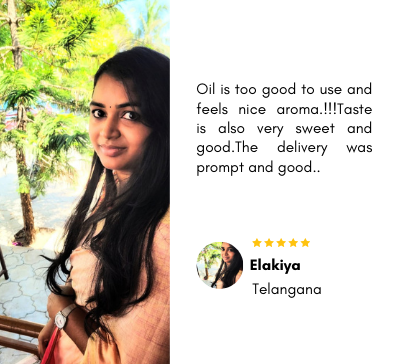 Oil is too good to use and
feels nice aroma.!!!Taste
is also very sweet and
good.The delivery was
prompt and good..
Elakiya
Telangana